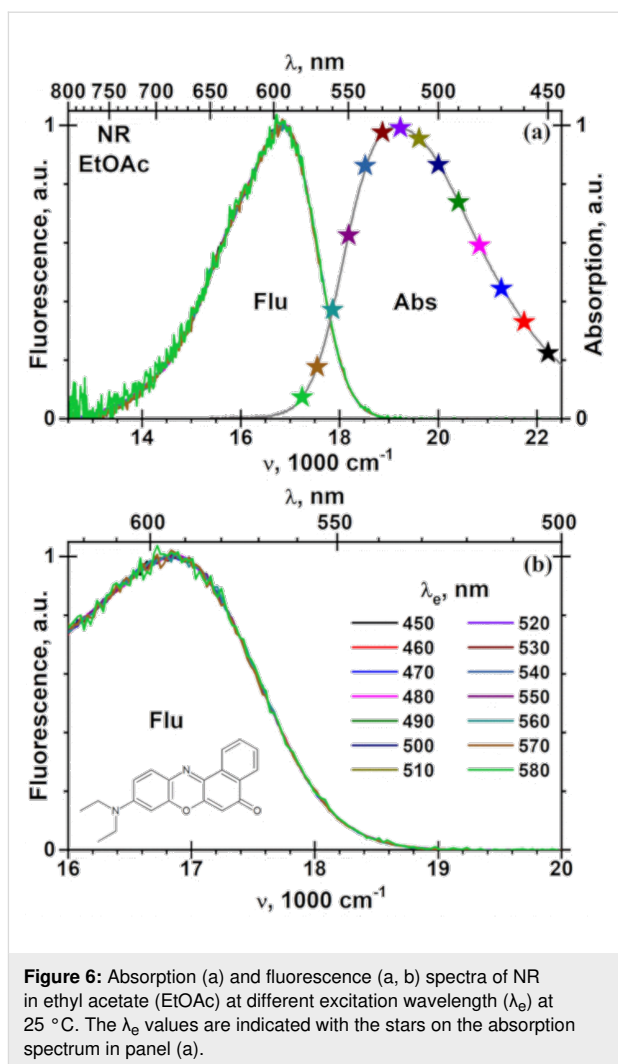 λ, nm
800 750 700 650 600 550 500 450
1 NR (a) 1
EtOAc
Fluorescence, a.u.
Absorption, a.u.
Flu Abs
0 0
14 16 18 20 22
ν, 1000 cm⁻¹
λ, nm
600 550 500
1 (b)
λₑ, nm
450 520
460 530
470 540
480 550
490 560
500 570
510 580
Fluorescence, a.u.
Flu
N
N
O
O
0
16 17 18 19 20
ν, 1000 cm⁻¹
Figure 6: Absorption (a) and fluorescence (a, b) spectra of NR
in ethyl acetate (EtOAc) at different excitation wavelength (λₑ) at
25 °C. The λₑ values are indicated with the stars on the absorption
spectrum in panel (a).